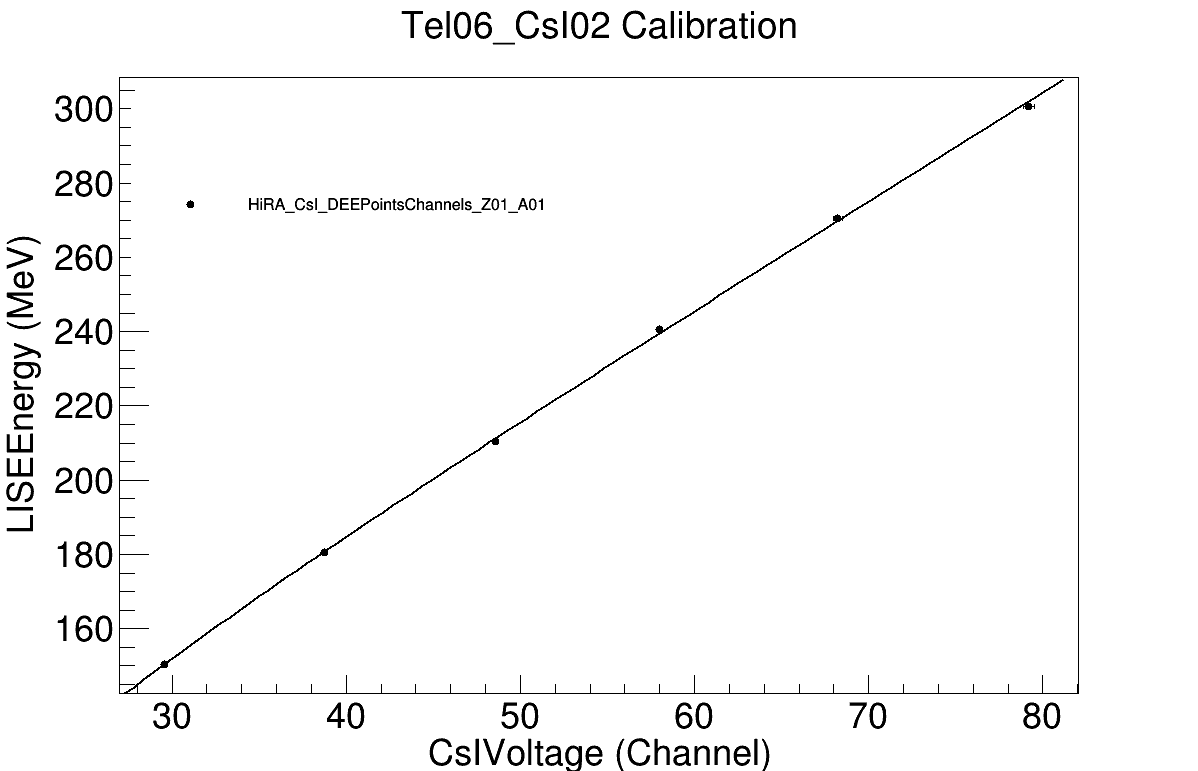 Tel06_CsI02 Calibration
LISEEnergy (MeV)
300
280
260
240
220
200
180
160
HiRA_CsI_DEEPointsChannels_Z01_A01
30 40 50 60 70 80
CsIVoltage (Channel)